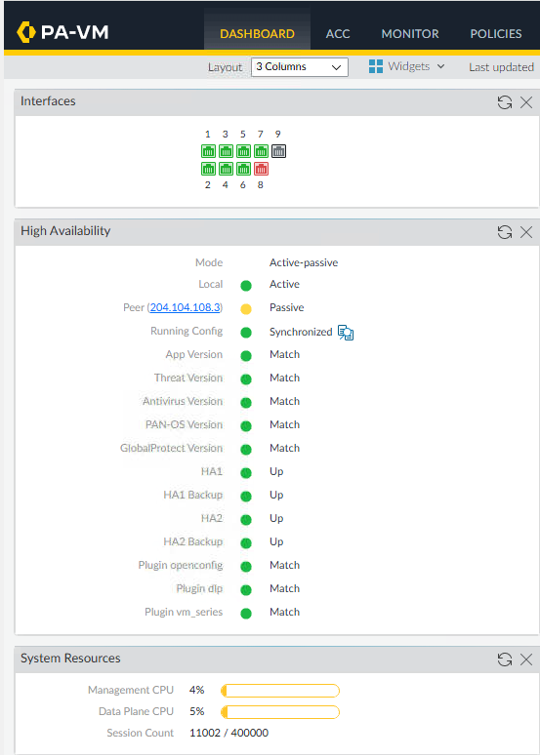 PA-VM DASHBOARD ACC MONITOR POLICIES
Layout 3 Columns Widgets Last updated
Interfaces
1 3 5 7 9
2 4 6 8
High Availability
Mode Active-passive
Local Active
Peer (204.104.108.3) Passive
Running Config Synchronized
App Version Match
Threat Version Match
Antivirus Version Match
PAN-OS Version Match
GlobalProtect Version Match
HA1 Up
HA1 Backup Up
HA2 Up
HA2 Backup Up
Plugin openconfig Match
Plugin dlp Match
Plugin vm_series Match
System Resources
Management CPU 4%
Data Plane CPU 5%
Session Count 11002 / 400000